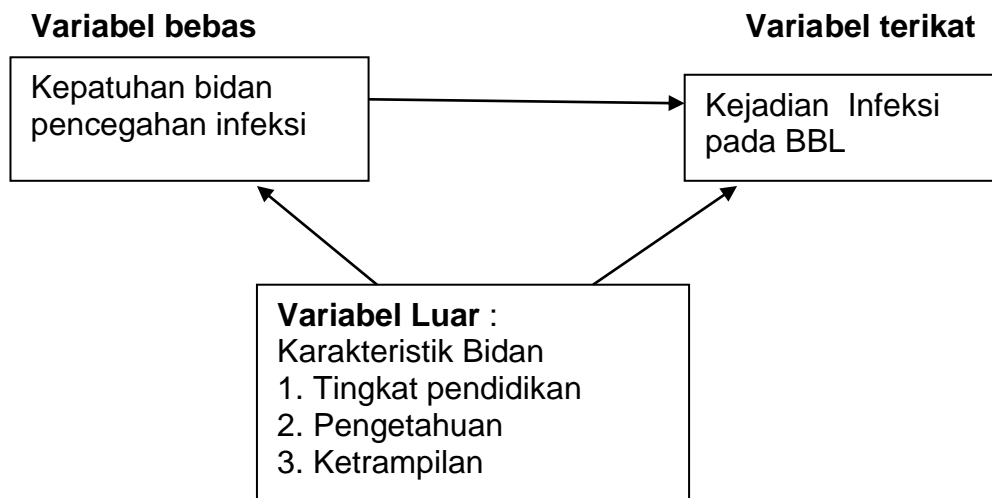 Variabel bebas
Variabel terikat
Kepatuhan bidan
pencegahan infeksi
Kejadian Infeksi
pada BBL
Variabel Luar :
Karakteristik Bidan
1. Tingkat pendidikan
2. Pengetahuan
3. Ketrampilan